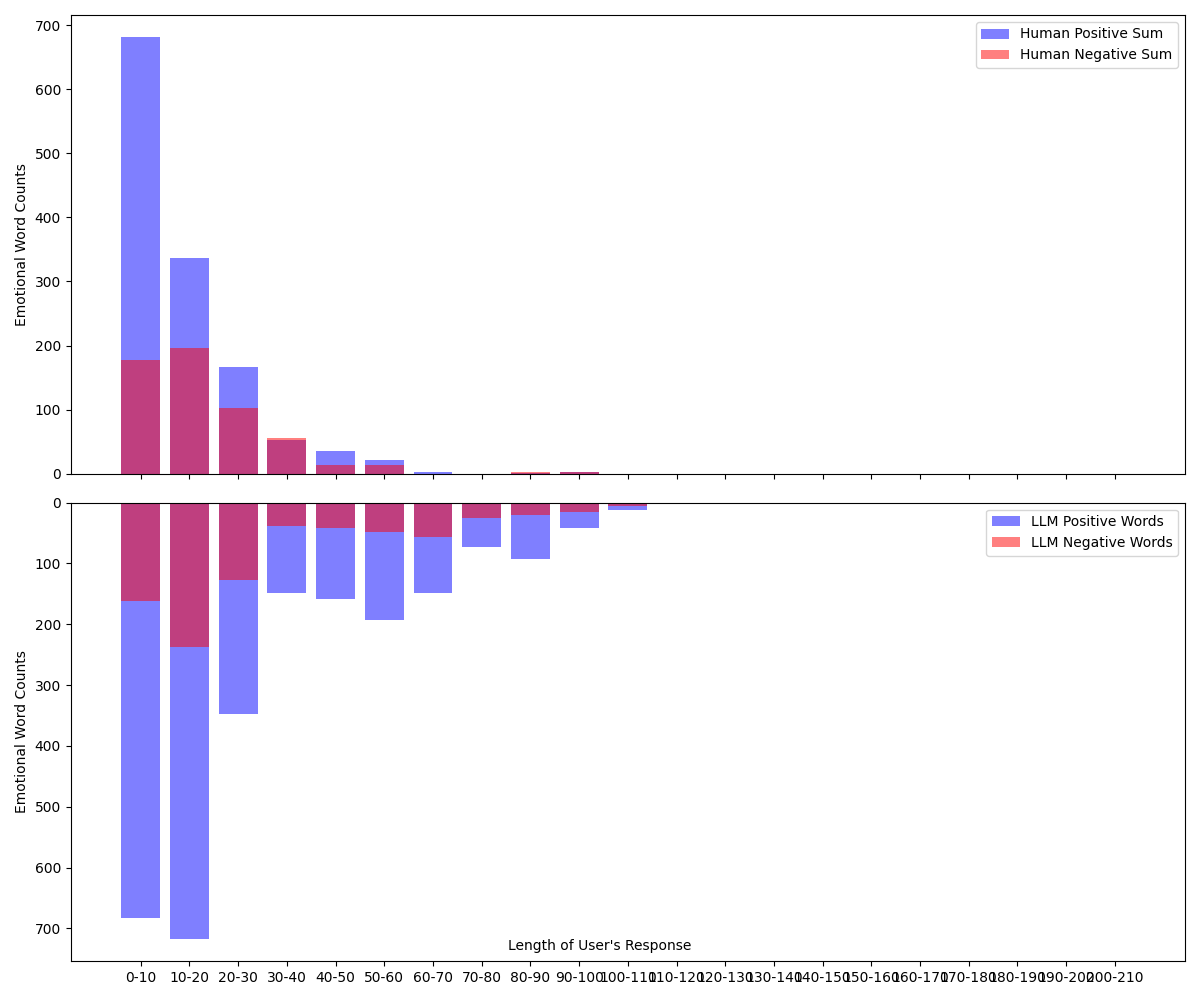 700
600
500
400
300
200
100
0
Emotional Word Counts
Human Positive Sum
Human Negative Sum
0
100
200
300
400
500
600
700
Emotional Word Counts
LLM Positive Words
LLM Negative Words
Length of User's Response
0-10 10-20 20-30 30-40 40-50 50-60 60-70 70-80 80-90 90-100 100-110 110-120 120-130 130-140 140-150 150-160 160-170 170-180 180-190 190-200 200-210